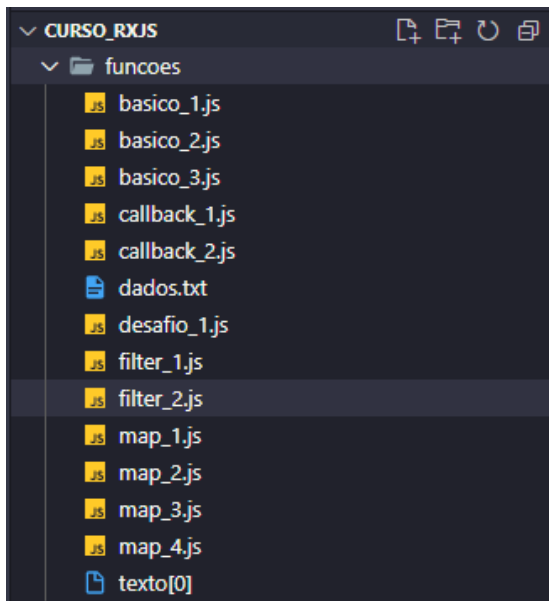 CURSO_RXJS
funcoes
JS basico_1.js
JS basico_2.js
JS basico_3.js
JS callback_1.js
JS callback_2.js
dados.txt
JS desafio_1.js
JS filter_1.js
JS filter_2.js
JS map_1.js
JS map_2.js
JS map_3.js
JS map_4.js
texto[0]